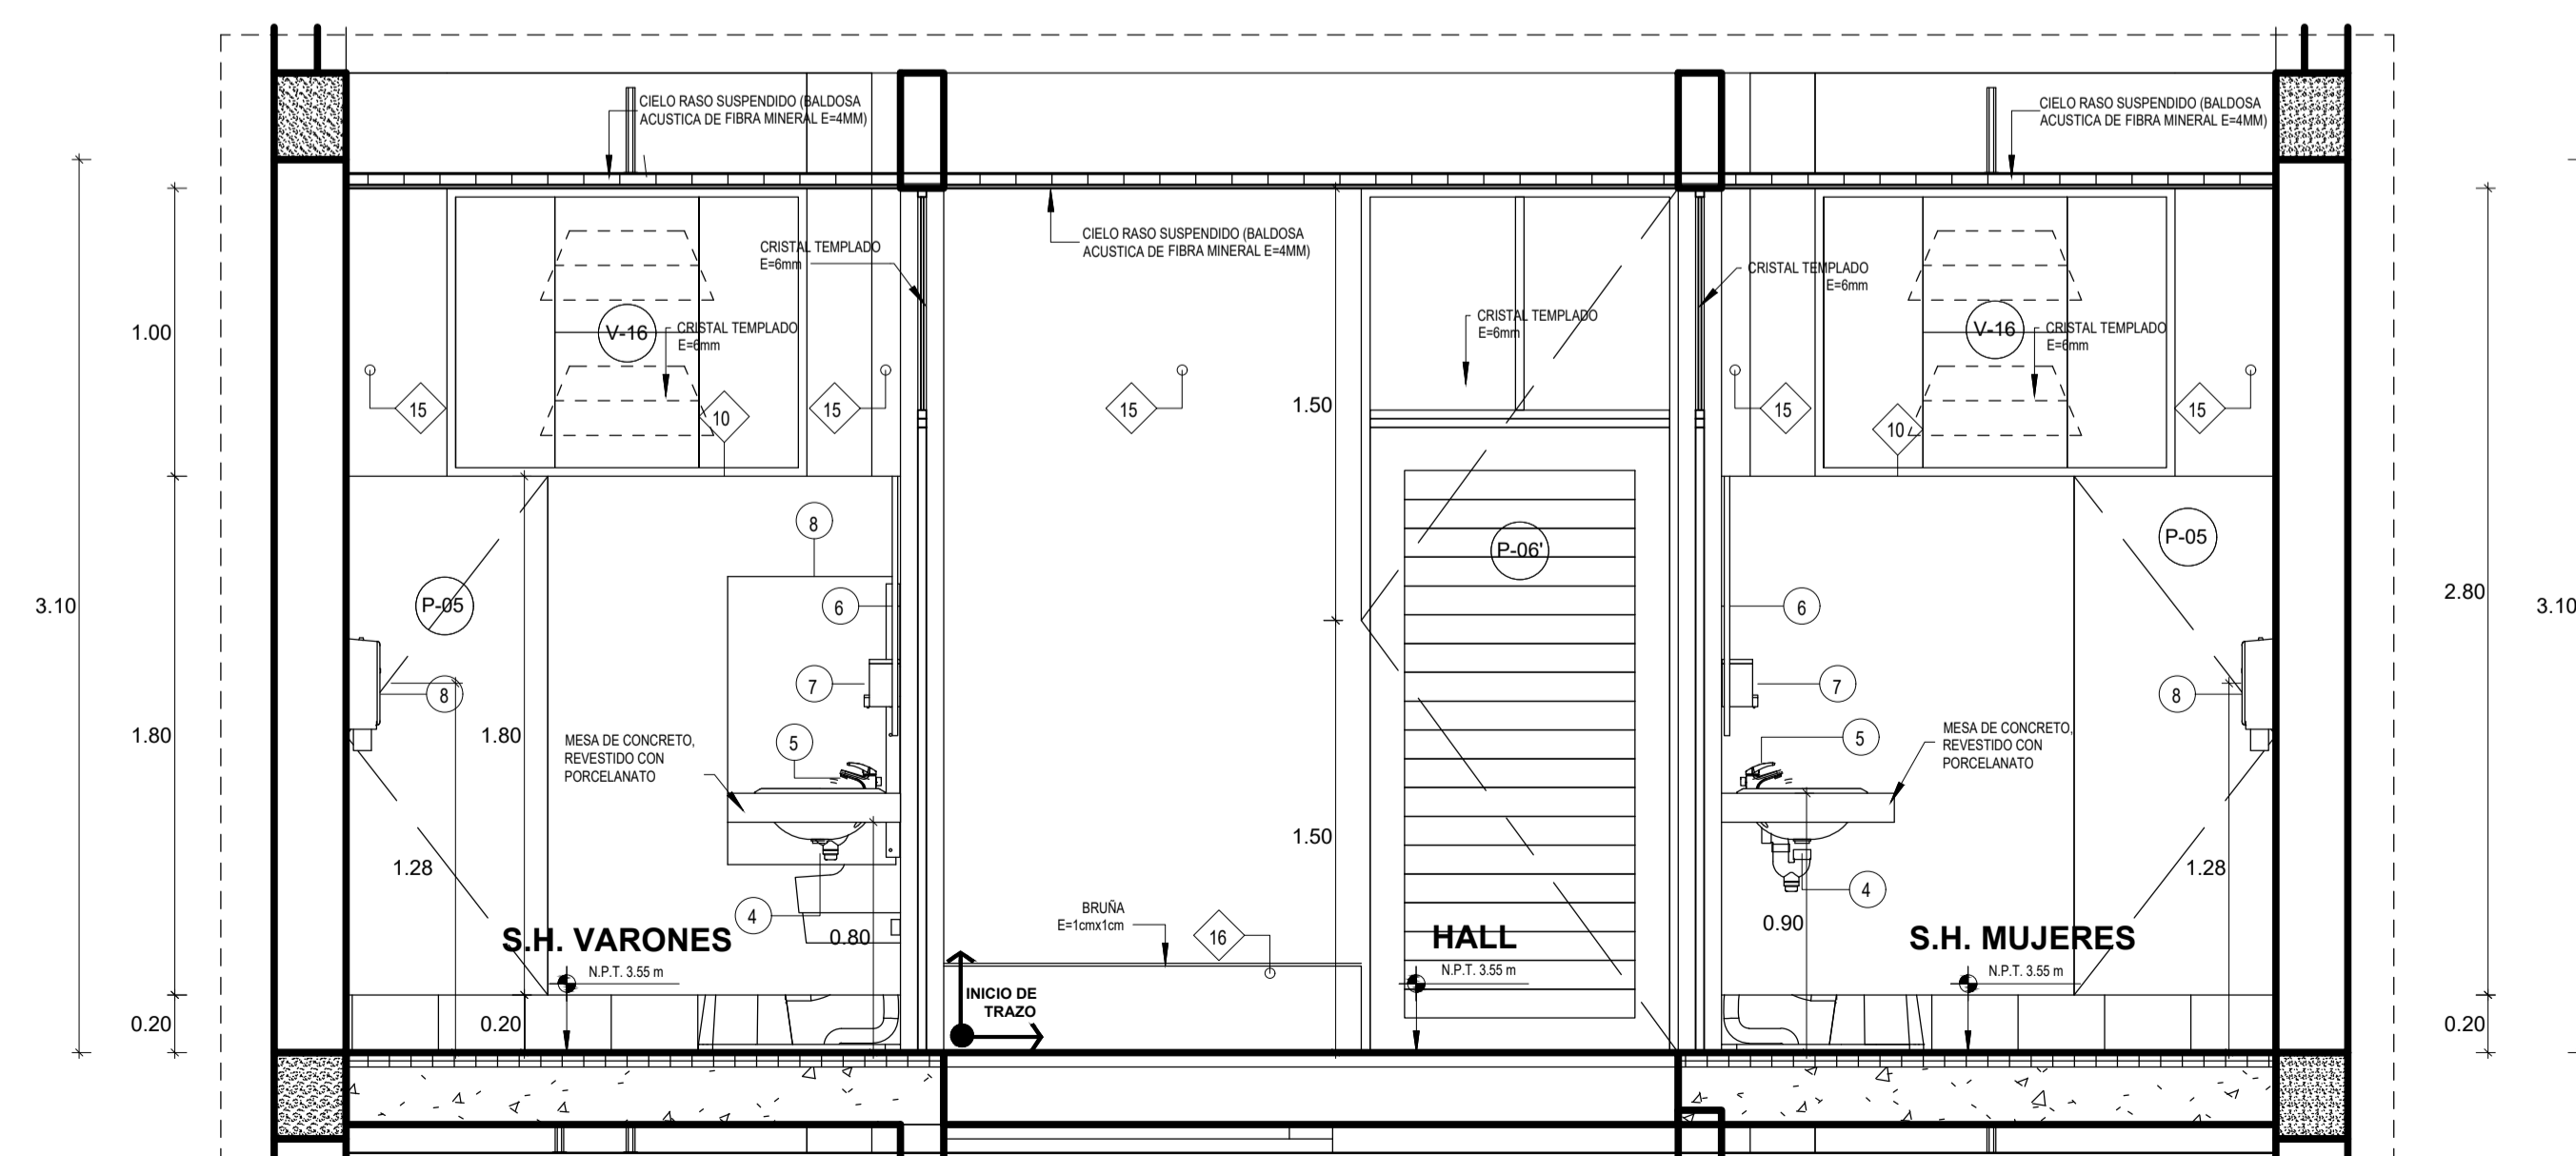 CIELO RASO SUSPENDIDO (BALDOSA
ACUSTICA DE FIBRA MINERAL E=4MM)
CIELO RASO SUSPENDIDO (BALDOSA
ACUSTICA DE FIBRA MINERAL E=4MM)
CRISTAL TEMPLADO
E=6mm
CIELO RASO SUSPENDIDO (BALDOSA
ACUSTICA DE FIBRA MINERAL E=4MM)
CRISTAL TEMPLADO
E=6mm
1.00
V-16
CRISTAL TEMPLADO
E=6mm
CRISTAL TEMPLADO
E=6mm
V-16
CRISTAL TEMPLADO
E=6mm
15
10
15
15
1.50
15
10
15
8
P-06'
P-05
3.10
P-05
6
6
2.80
3.10
8
7
7
8
1.80
1.80
MESA DE CONCRETO,
REVESTIDO CON
PORCELANATO
5
5
MESA DE CONCRETO,
REVESTIDO CON
PORCELANATO
1.50
1.28
4
0.80
BRUÑA
E=1cmx1cm
16
4
0.90
1.28
S.H. VARONES
HALL
S.H. MUJERES
N.P.T. 3.55 m
N.P.T. 3.55 m
N.P.T. 3.55 m
INICIO DE
TRAZO
0.20
0.20
0.20